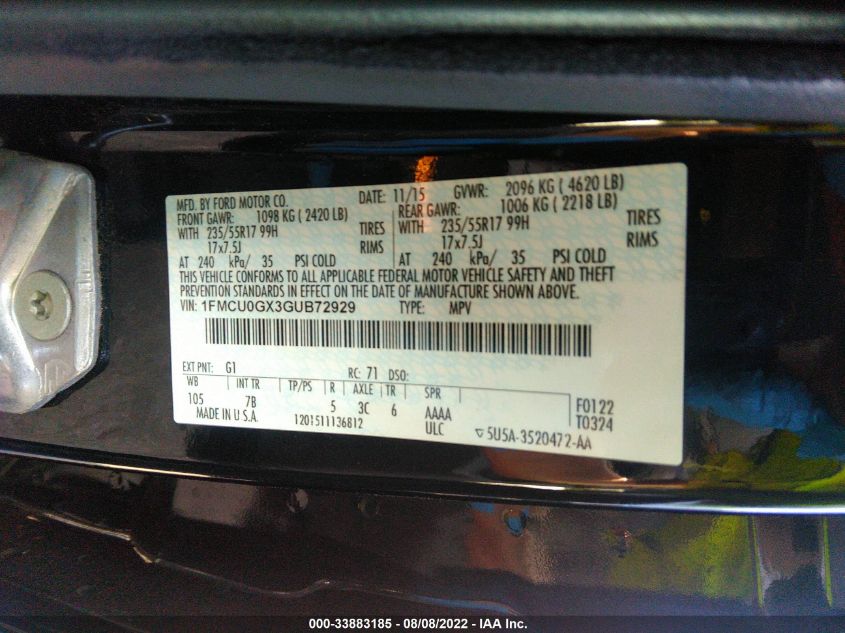 MFD. BY FORD MOTOR CO. DATE: 11/15 GVWR: 2096 KG ( 4620 LB)
FRONT GAWR: 1098 KG ( 2420 LB) REAR GAWR: 1006 KG ( 2218 LB)
WITH 235/55R17 99H TIRES WITH 235/55R17 99H TIRES
17x7.5J RIMS 17x7.5J RIMS
AT 240 kPa/ 35 PSI COLD AT 240 kPa/ 35 PSI COLD
THIS VEHICLE CONFORMS TO ALL APPLICABLE FEDERAL MOTOR VEHICLE SAFETY AND THEFT
PREVENTION STANDARDS IN EFFECT ON THE DATE OF MANUFACTURE SHOWN ABOVE.
VIN: 1FMCU0GX3GUB72929 TYPE: MPV
EXT PNT: G1 RC: 71 DSO:
WB INT TR TP/PS R AXLE TR SPR
105 7B 5 3C 6 AAAA F0122
MADE IN U.S.A. 1201511136812 ULC T0324
5U5A-3520472-AA
000-33883185 - 08/08/2022 - IAA Inc.